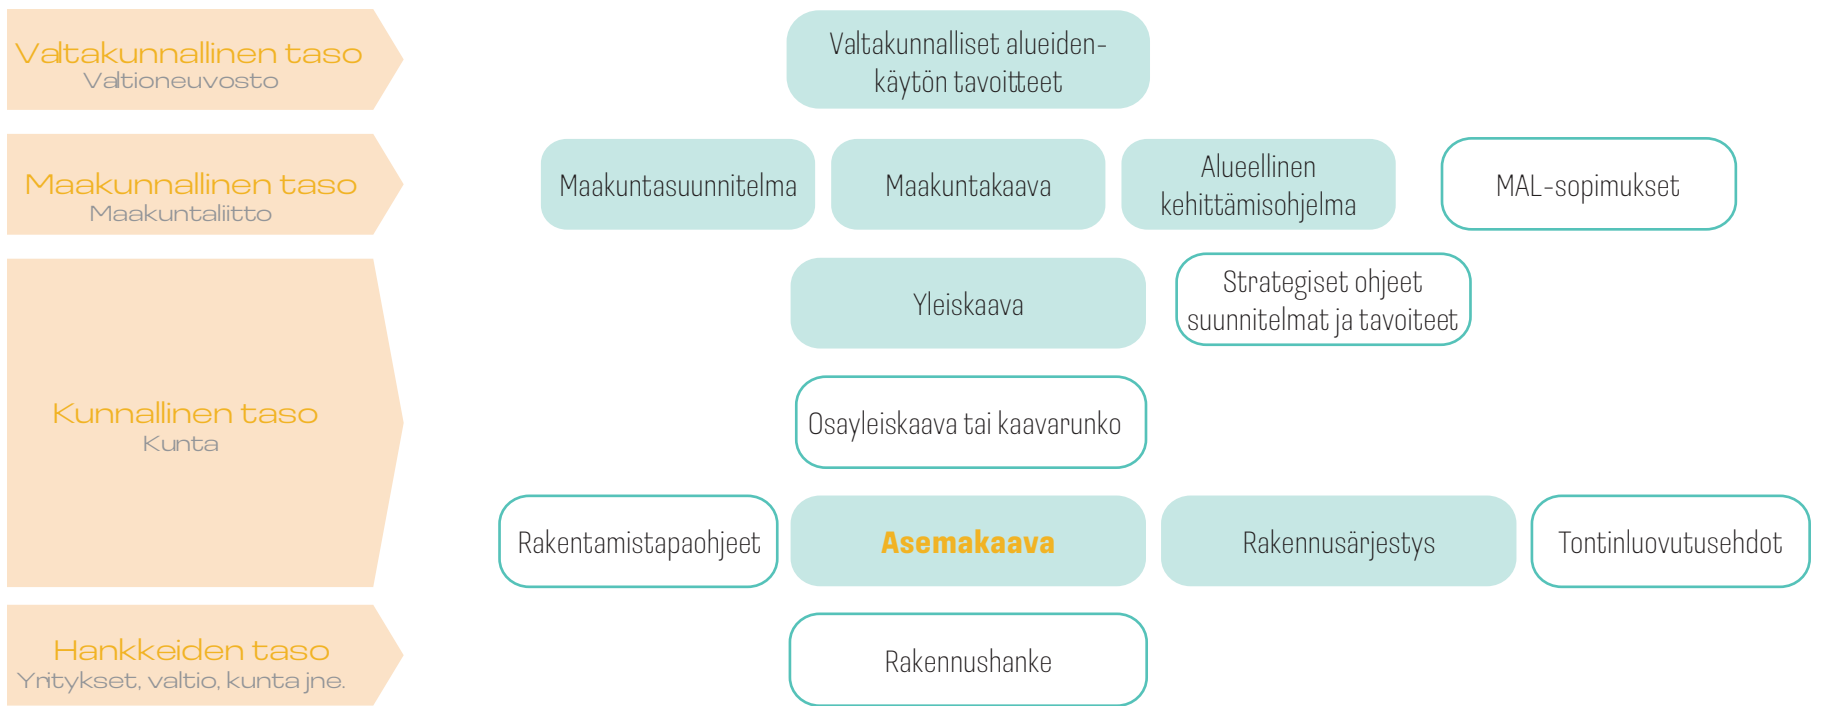 Valtakunnallinen taso
Valtioneuvosto
Valtakunnalliset alueiden-
käytön tavoitteet
Maakunnallinen taso
Maakuntaliitto
Maakuntasuunnitelma
Maakuntakaava
Alueellinen
kehittämisohjelma
MAL-sopimukset
Kunnallinen taso
Kunta
Yleiskaava
Strategiset ohjeet
suunnitelmat ja tavoiteet
Osayleiskaava tai kaavarunko
Rakentamistapaohjeet
Asemakaava
Rakennusärjestys
Tontinluovutusehdot
Hankkeiden taso
Yritykset, valtio, kunta jne.
Rakennushanke